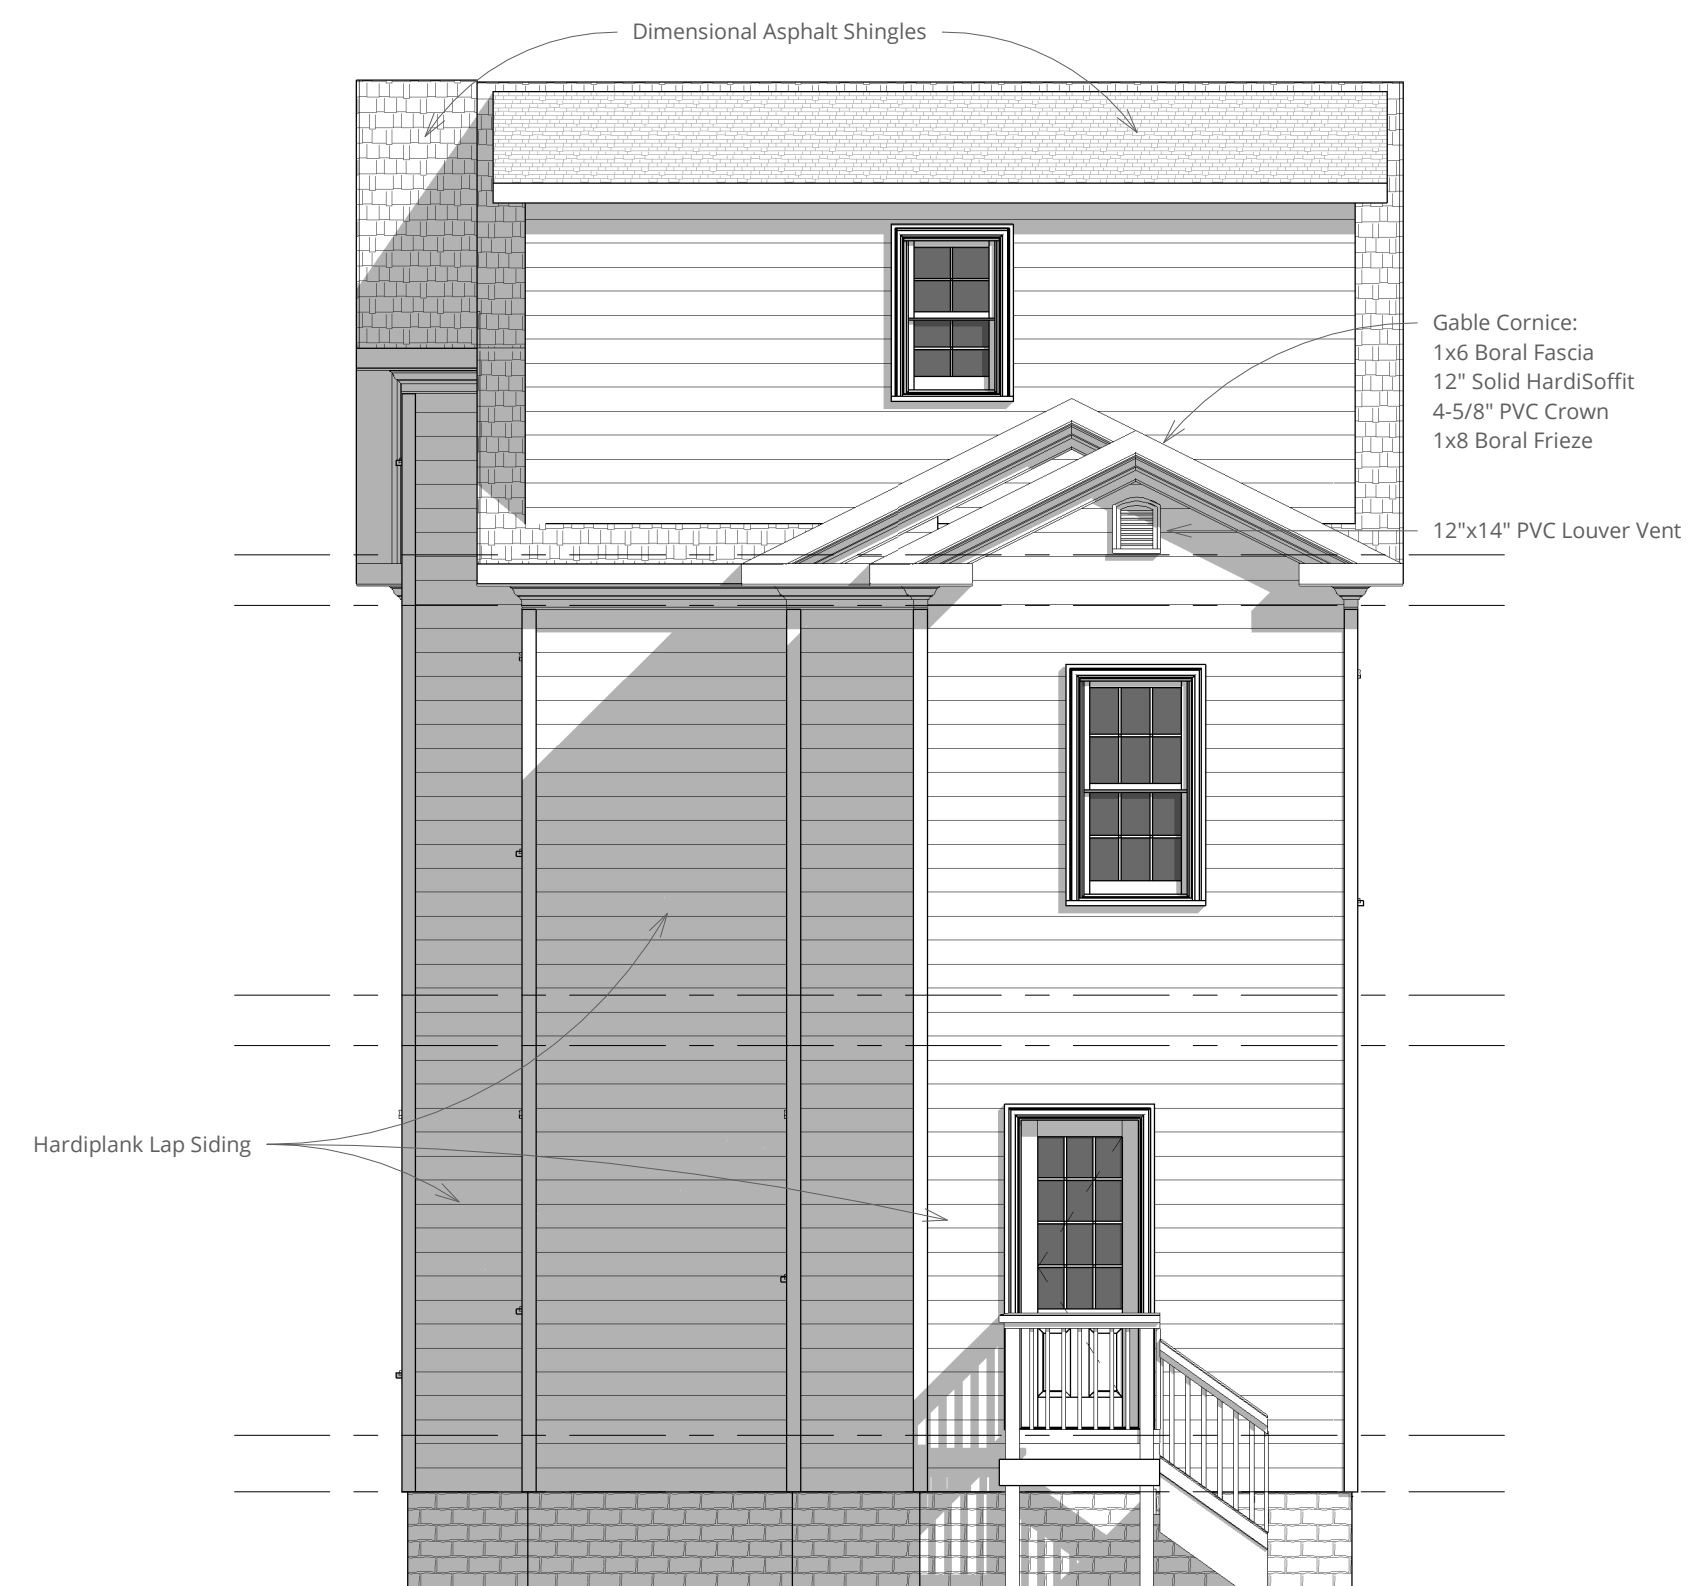 Dimensional Asphalt Shingles
Gable Cornice:
1x6 Boral Fascia
12" Solid HardiSoffit
4-5/8" PVC Crown
1x8 Boral Frieze
12"x14" PVC Louver Vent
Hardiplank Lap Siding